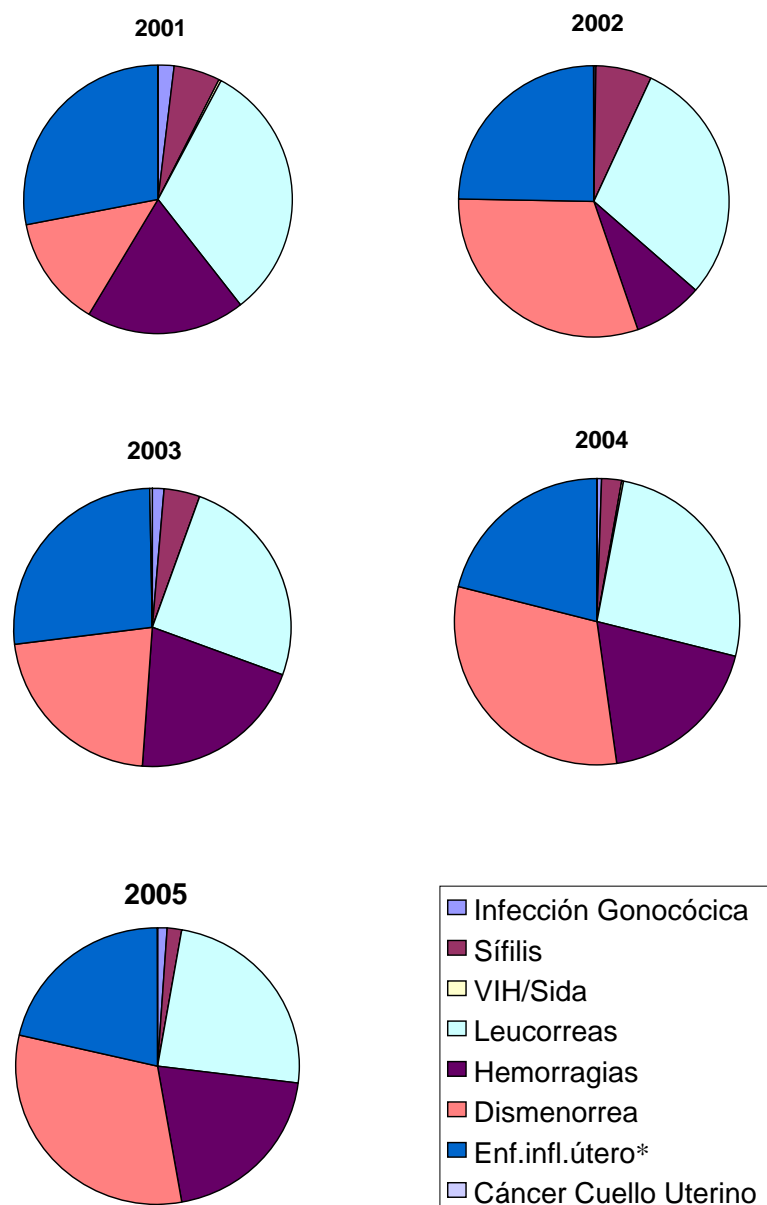 2001
2002
2003
2004
2005
Infección Gonocócica
Sífilis
VIH/Sida
Leucorreas
Hemorragias
Dismenorrea
Enf.infl.útero*
Cáncer Cuello Uterino